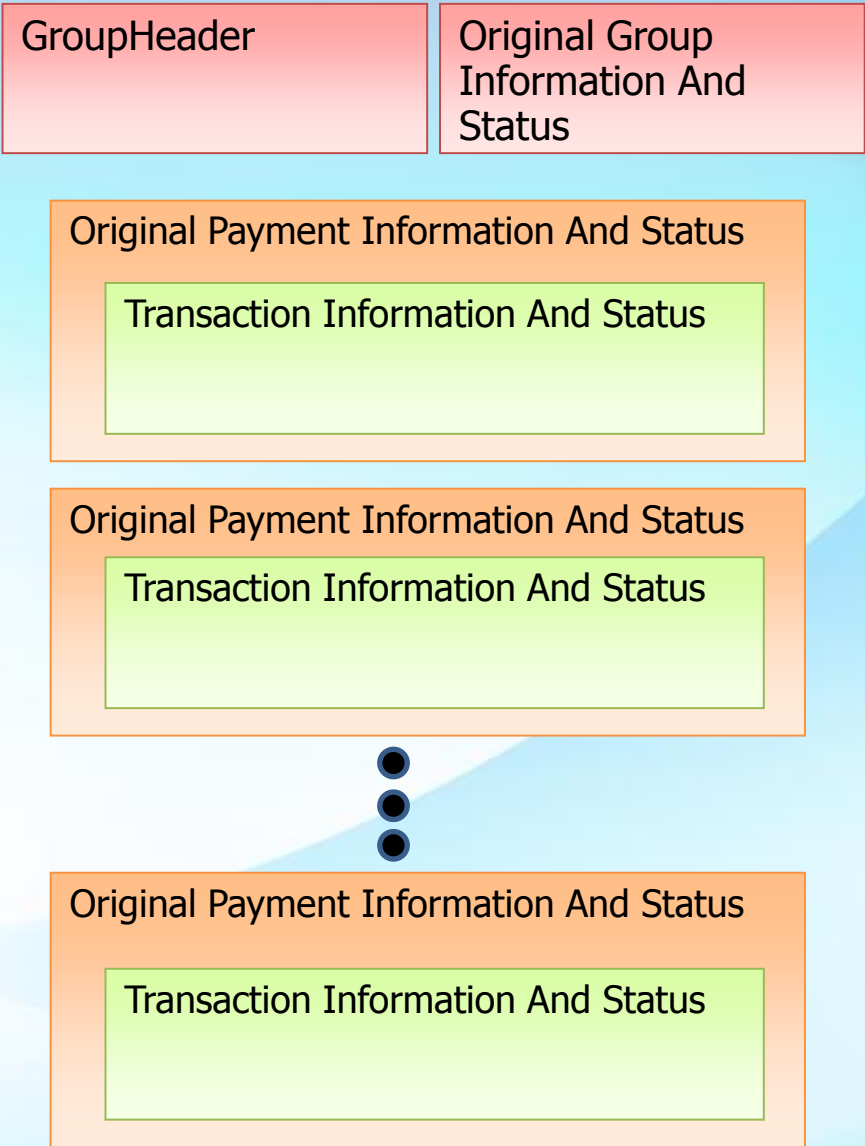 GroupHeader
Original Group
Information And
Status
Original Payment Information And Status
Transaction Information And Status
Original Payment Information And Status
Transaction Information And Status
Original Payment Information And Status
Transaction Information And Status